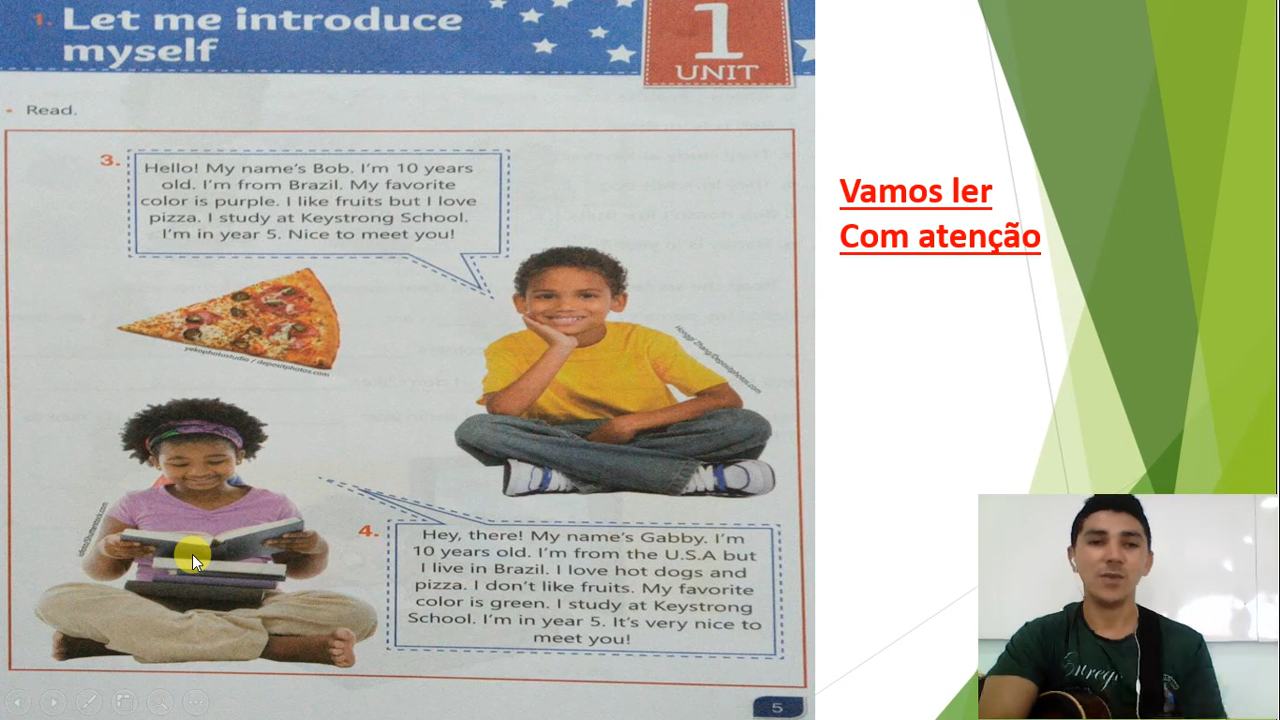 1. Let me introduce
myself
1
UNIT
Read.
3.
Hello! My name's Bob. I'm 10 years
old. I'm from Brazil. My favorite
color is purple. I like fruits but I love
pizza. I study at Keystrong School.
I'm in year 5. Nice to meet you!
yekophotostudio / depositphotos.com
4.
Hey, there! My name's Gabby. I'm
10 years old. I'm from the U.S.A but
I live in Brazil. I love hot dogs and
pizza. I don't like fruits. My favorite
color is green. I study at Keystrong
School. I'm in year 5. It's very nice to
meet you!
5
Vamos ler
Com atenção